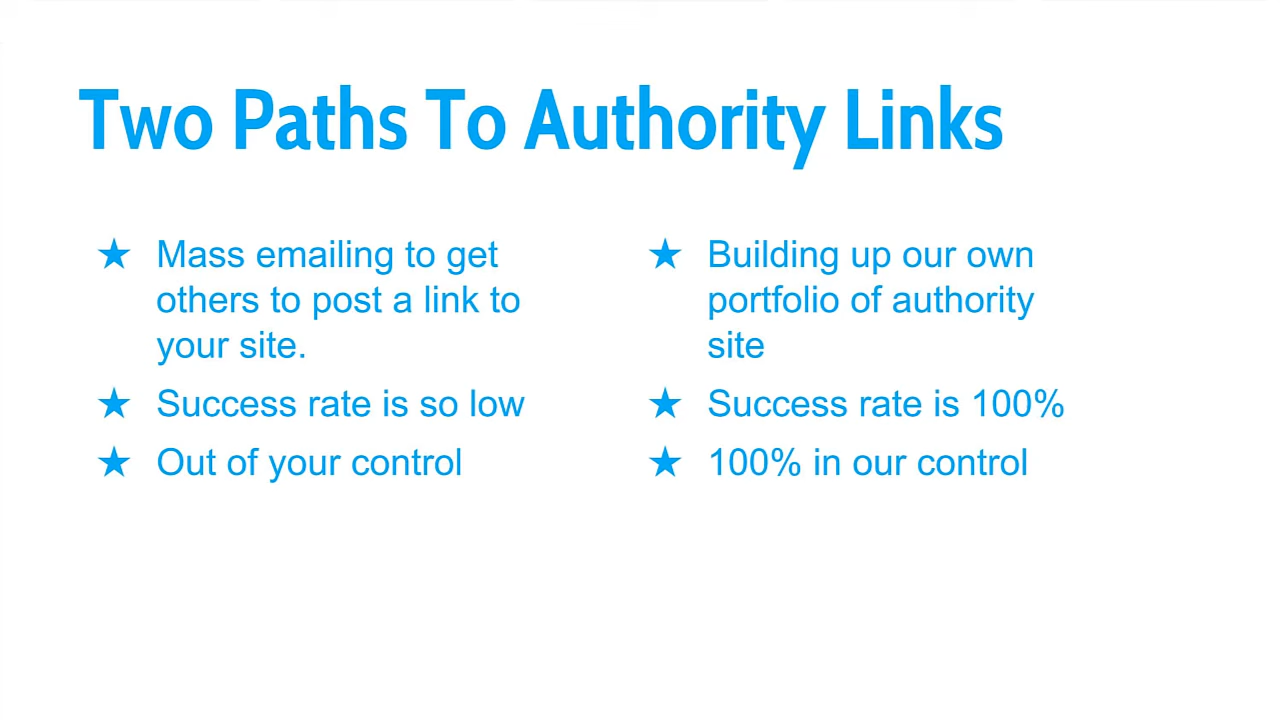 Two Paths To Authority Links
★ Mass emailing to get
others to post a link to
your site.
★ Success rate is so low
★ Out of your control
★ Building up our own
portfolio of authority
site
★ Success rate is 100%
★ 100% in our control